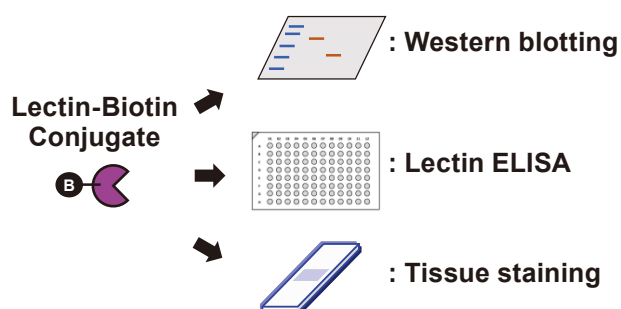 : Western blotting
Lectin-Biotin
Conjugate
B
: Lectin ELISA
: Tissue staining